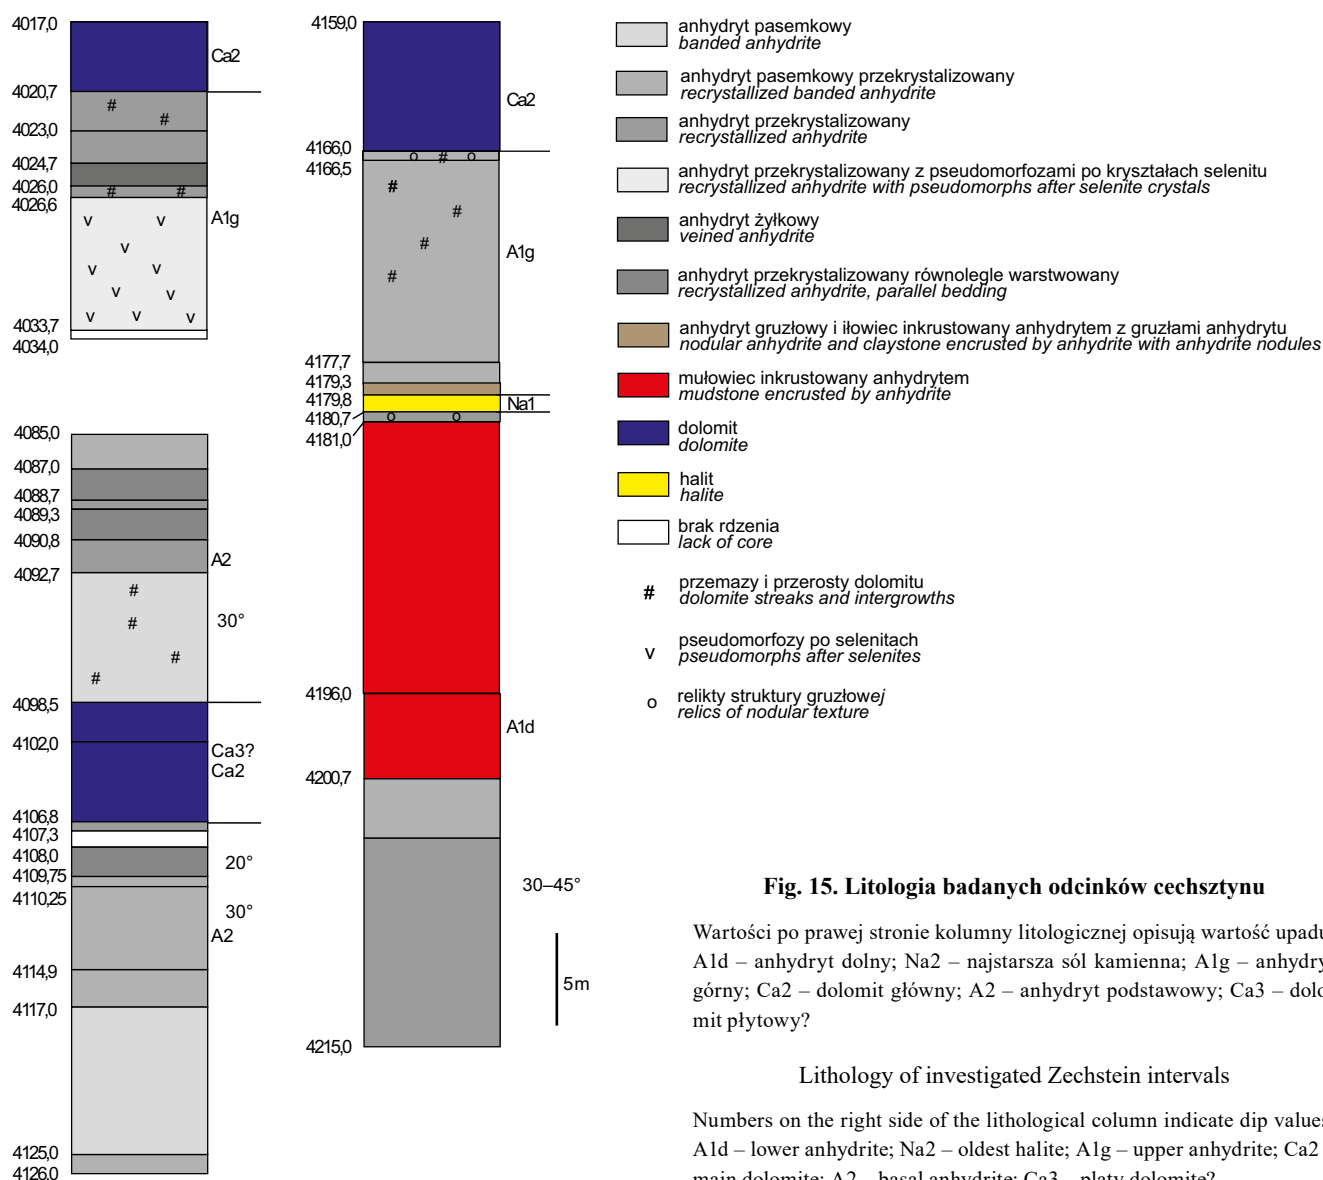 4017,0
Ca2
4020,7
#
#
4023,0
4024,7
4026,0
# #
4026,6
A1g
v v
v
v v
v v
v v v
4033,7
4034,0
4085,0
4087,0
4088,7
4089,3
4090,8
A2
4092,7
#
30°
#
#
#
4098,5
4102,0
Ca3?
Ca2
4106,8
4107,3
4108,0
20°
4109,75
4110,25
30°
A2
4114,9
4117,0
4125,0
4126,0
4159,0
Ca2
4166,0
o # o
4166,5
#
#
#
A1g
#
4177,7
4179,3
4179,8
Na1
4180,7
o o
4181,0
4196,0
A1d
4200,7
30–45°
5m
4215,0
anhydryt pasemkowy
banded anhydrite
anhydryt pasemkowy przekrystalizowany
recrystallized banded anhydrite
anhydryt przekrystalizowany
recrystallized anhydrite
anhydryt przekrystalizowany z pseudomorfozami po kryształach selenitu
recrystallized anhydrite with pseudomorphs after selenite crystals
anhydryt żyłkowy
veined anhydrite
anhydryt przekrystalizowany równolegle warstwowany
recrystallized anhydrite, parallel bedding
anhydryt gruzłowy i iłowiec inkrustowany anhydrytem z gruzłami anhydrytu
nodular anhydrite and claystone encrusted by anhydrite with anhydrite nodules
mułowiec inkrustowany anhydrytem
mudstone encrusted by anhydrite
dolomit
dolomite
halit
halite
brak rdzenia
lack of core
# przemazy i przerosty dolomitu
dolomite streaks and intergrowths
v pseudomorfozy po selenitach
pseudomorphs after selenites
o relikty struktury gruzłowej
relics of nodular texture
Fig. 15. Litologia badanych odcinków cechsztynu
Wartości po prawej stronie kolumny litologicznej opisują wartość upadu
A1d – anhydryt dolny; Na2 – najstarsza sól kamienna; A1g – anhydry
górny; Ca2 – dolomit główny; A2 – anhydryt podstawowy; Ca3 – dolo
mit płytowy?
Lithology of investigated Zechstein intervals
Numbers on the right side of the lithological column indicate dip values
A1d – lower anhydrite; Na2 – oldest halite; A1g – upper anhydrite; Ca2
main dolomite; A2 – basal anhydrite; Ca3 – platy dolomite?